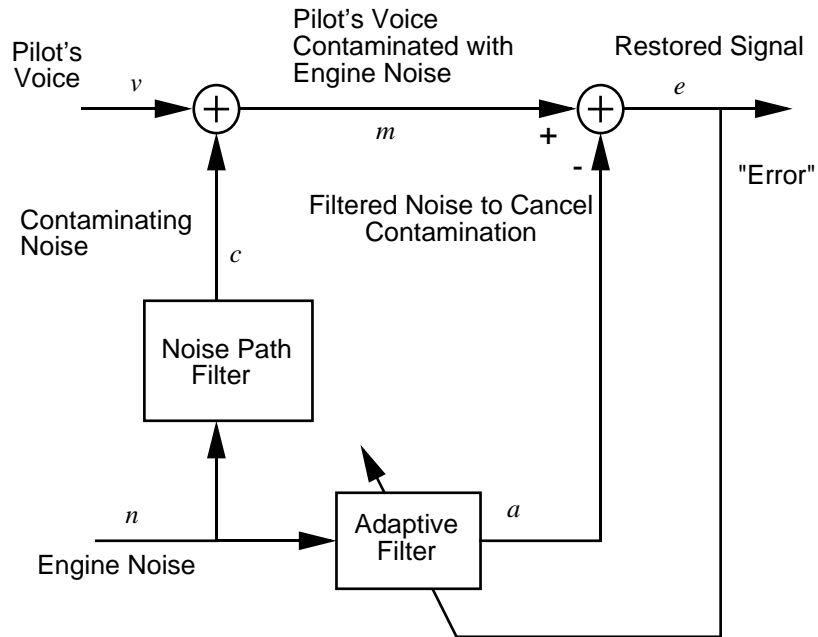 Pilot's
Voice
v
Pilot's Voice
Contaminated with
Engine Noise
Restored Signal
+
m
+
-
+
e
"Error"
Contaminating
Noise
c
Filtered Noise to Cancel
Contamination
Noise Path
Filter
n
Engine Noise
Adaptive
Filter
a